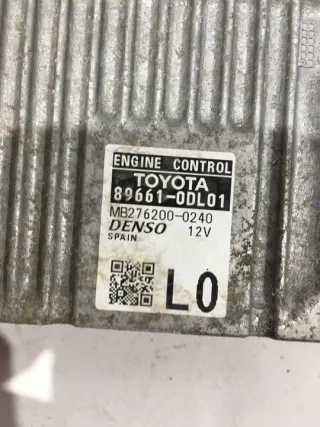 ENGINE CONTROL
TOYOTA
89661-0DL01
MB276200-0240
DENSO 12V
SPAIN
L0